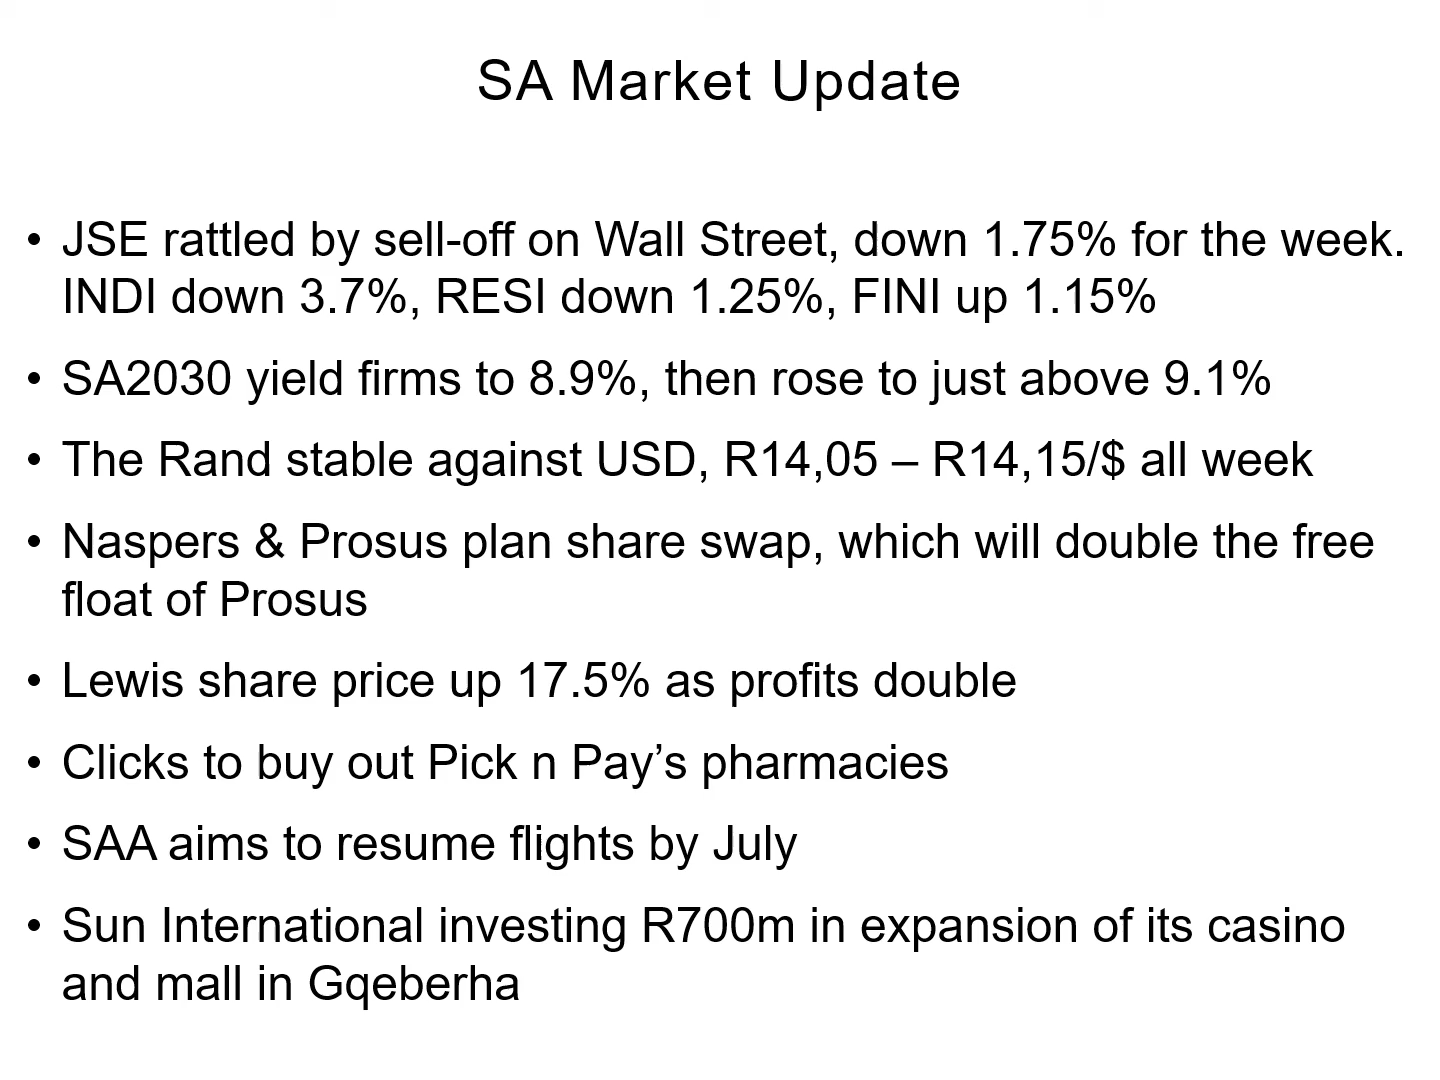 SA Market Update
• JSE rattled by sell-off on Wall Street, down 1.75% for the week.
INDI down 3.7%, RESI down 1.25%, FINI up 1.15%
• SA2030 yield firms to 8.9%, then rose to just above 9.1%
• The Rand stable against USD, R14,05 – R14,15/$ all week
• Naspers & Prosus plan share swap, which will double the free
float of Prosus
• Lewis share price up 17.5% as profits double
• Clicks to buy out Pick n Pay’s pharmacies
• SAA aims to resume flights by July
• Sun International investing R700m in expansion of its casino
and mall in Gqeberha